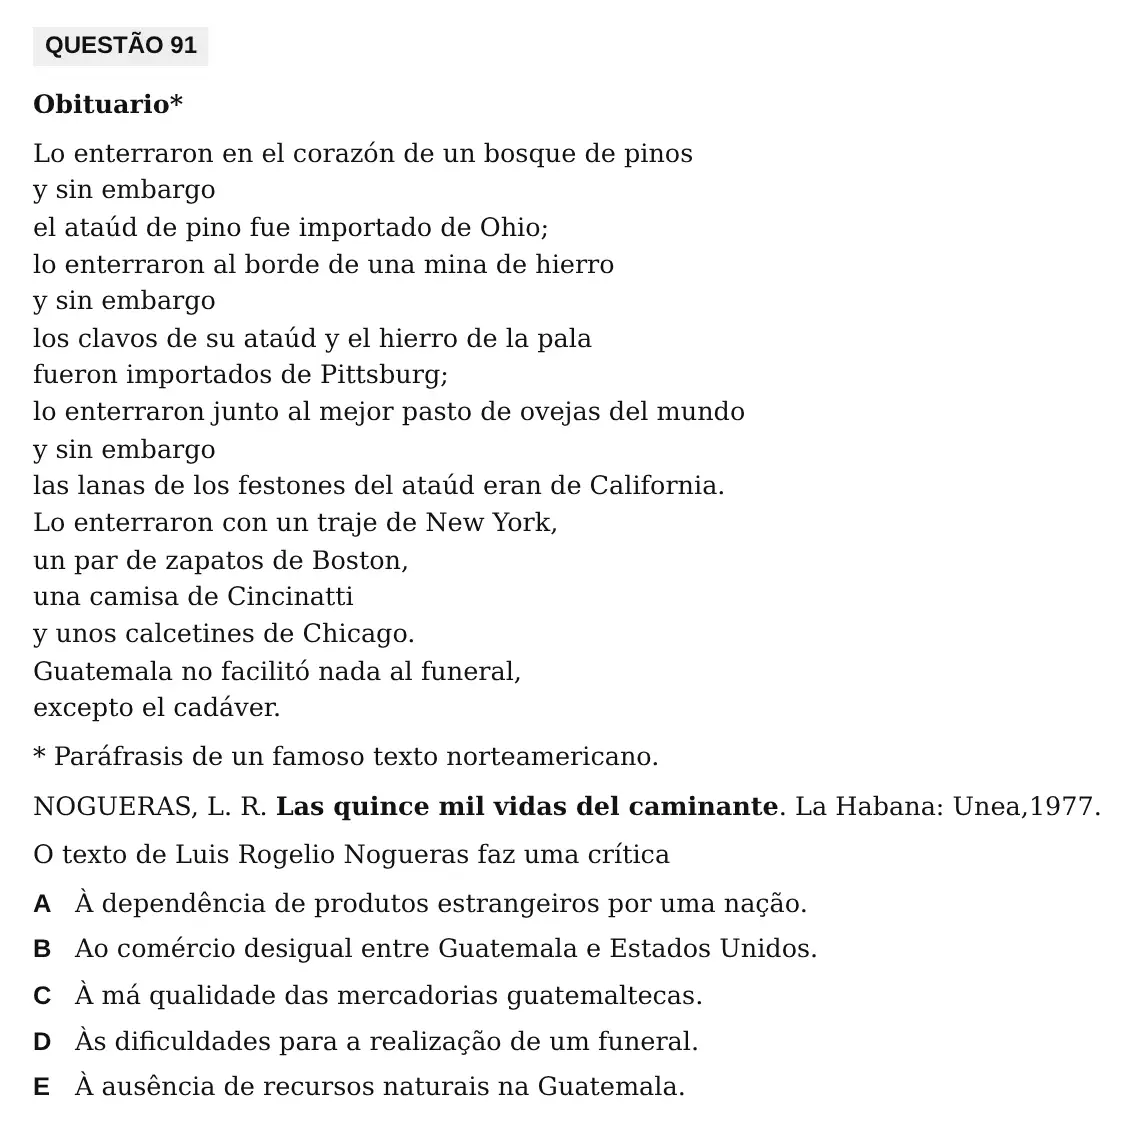 QUESTÃO 91
Obituario*
Lo enterraron en el corazón de un bosque de pinos
y sin embargo
el ataúd de pino fue importado de Ohio;
lo enterraron al borde de una mina de hierro
y sin embargo
los clavos de su ataúd y el hierro de la pala
fueron importados de Pittsburg;
lo enterraron junto al mejor pasto de ovejas del mundo
y sin embargo
las lanas de los festones del ataúd eran de California.
Lo enterraron con un traje de New York,
un par de zapatos de Boston,
una camisa de Cincinatti
y unos calcetines de Chicago.
Guatemala no facilitó nada al funeral,
excepto el cadáver.
* Paráfrasis de un famoso texto norteamericano.
NOGUERAS, L. R. Las quince mil vidas del caminante. La Habana: Unea,1977.
O texto de Luis Rogelio Nogueras faz uma crítica
A À dependência de produtos estrangeiros por uma nação.
B Ao comércio desigual entre Guatemala e Estados Unidos.
C À má qualidade das mercadorias guatemaltecas.
D Às dificuldades para a realização de um funeral.
E À ausência de recursos naturais na Guatemala.